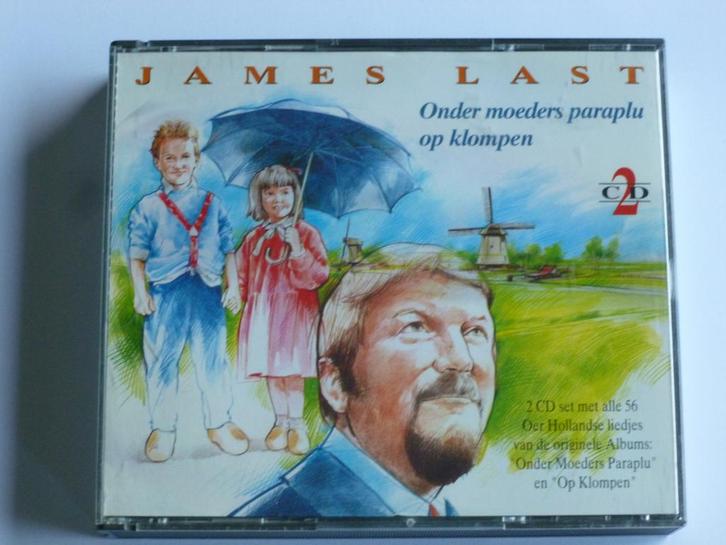 JAMES LAST
Onder moeders paraplu
op klompen
2
CD
2 CD set met alle 56
Oer Hollandse liedjes
van de originele Albums:
"Onder Moeders Paraplu"
en "Op Klompen"